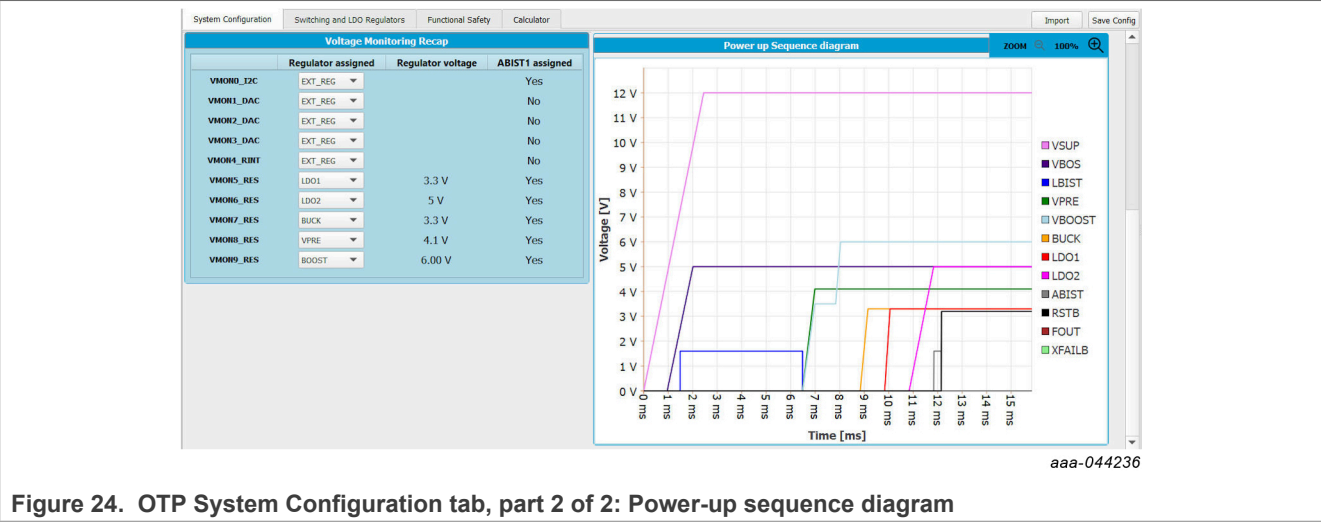 System Configuration
Switching and LDO Regulators
Functional Safety
Calculator
Import
Save Config
Voltage Monitoring Recap
Regulator assigned Regulator voltage ABIST1 assigned
VMON0_I2C EXT_REG Yes
VMON1_DAC EXT_REG No
VMON2_DAC EXT_REG No
VMON3_DAC EXT_REG No
VMON4_RINT EXT_REG No
VMON5_RES LDO1 3.3 V Yes
VMON6_RES LDO2 5 V Yes
VMON7_RES BUCK 3.3 V Yes
VMON8_RES VPRE 4.1 V Yes
VMON9_RES BOOST 6.00 V Yes
Power up Sequence diagram
ZOOM 100%
Voltage [V]
12 V
11 V
10 V
9 V
8 V
7 V
6 V
5 V
4 V
3 V
2 V
1 V
0 V
0 ms
1 ms
2 ms
3 ms
4 ms
5 ms
6 ms
7 ms
8 ms
9 ms
10 ms
11 ms
12 ms
13 ms
14 ms
15 ms
Time [ms]
VSUP
VBOS
LBIST
VPRE
VBOOST
BUCK
LDO1
LDO2
ABIST
RSTB
FOUT
XFAILB
aaa-044236
Figure 24. OTP System Configuration tab, part 2 of 2: Power-up sequence diagram